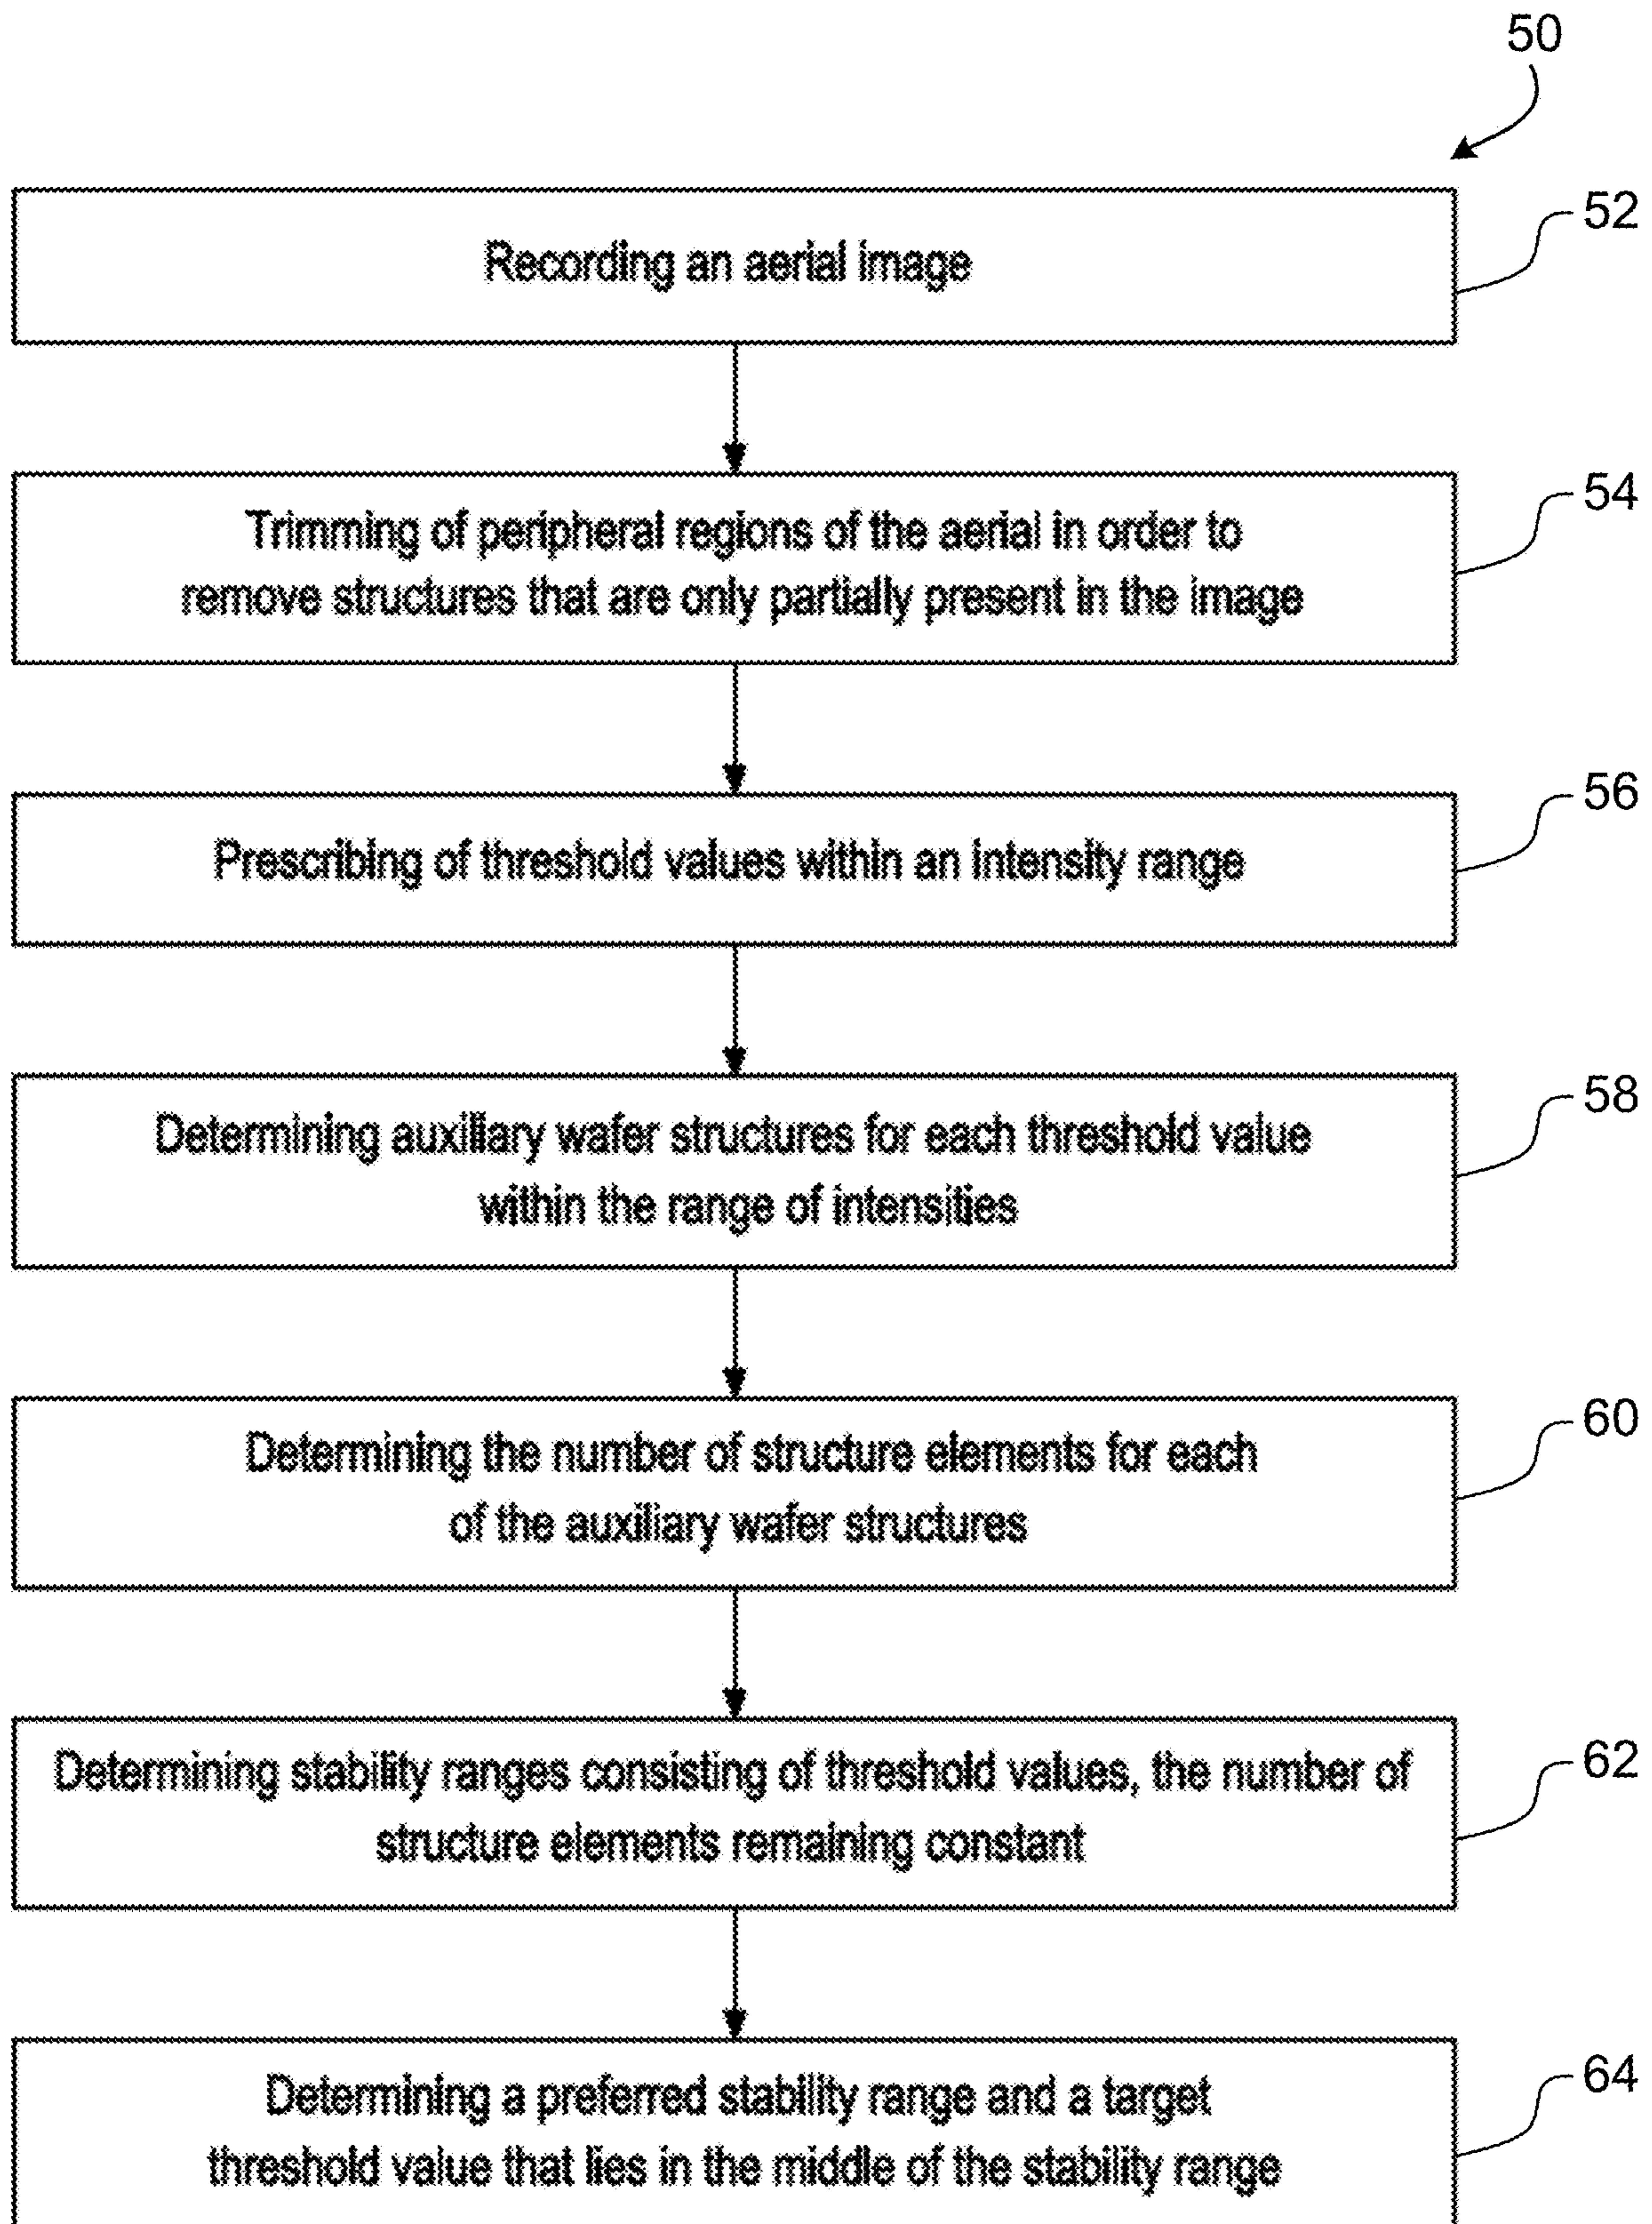 50
52
Recording an aerial image
54
Trimming of peripheral regions of the aerial in order to
remove structures that are only partially present in the image
56
Prescribing of threshold values within an intensity range
58
Determining auxiliary wafer structures for each threshold value
within the range of intensities
60
Determining the number of structure elements for each
of the auxiliary wafer structures
62
Determining stability ranges consisting of threshold values, the number of
structure elements remaining constant
64
Determining a preferred stability range and a target
threshold value that lies in the middle of the stability range